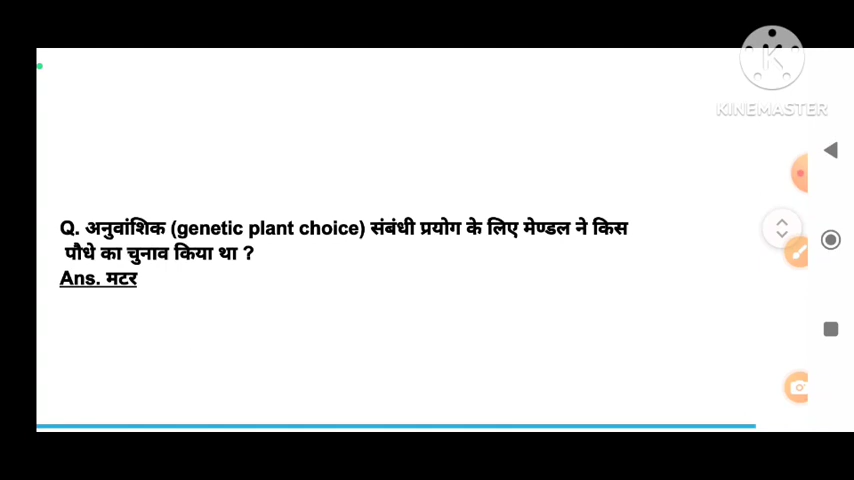 KINEMASTER
Q. अनुवांशिक (genetic plant choice) संबंधी प्रयोग के लिए मेण्डल ने किस
पौधे का चुनाव किया था ?
Ans. मटर